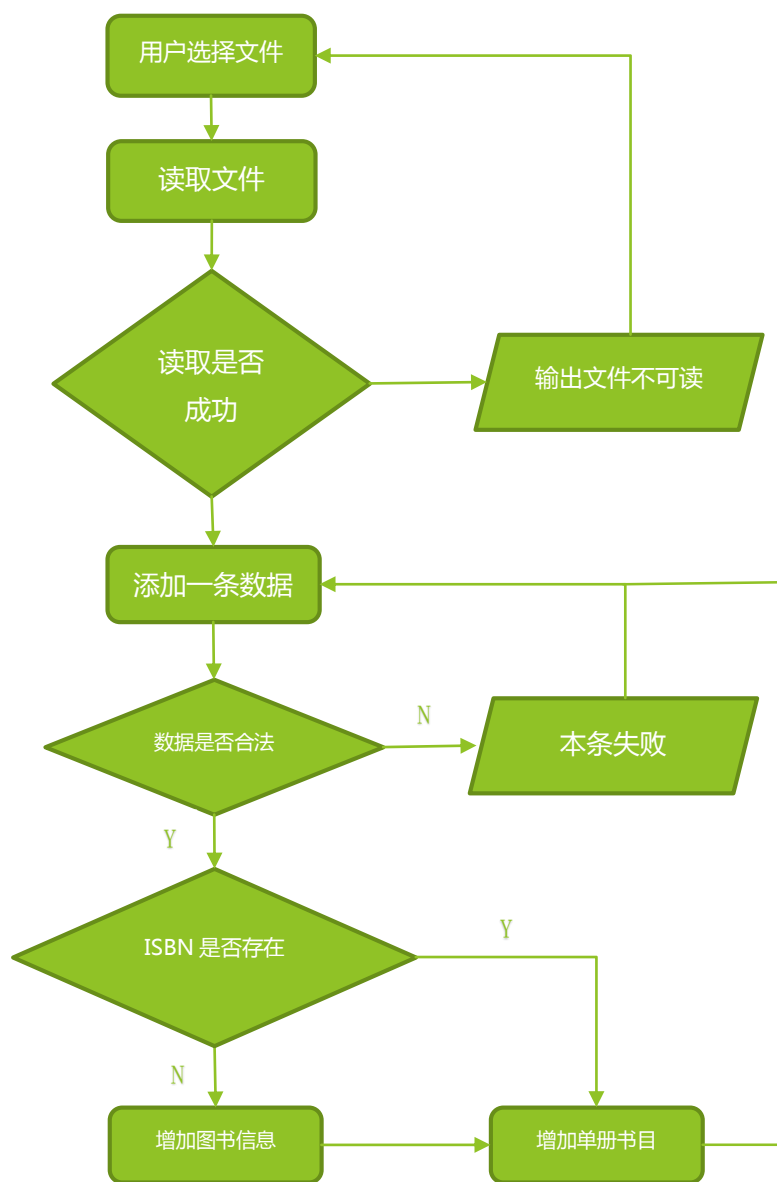 用户选择文件
读取文件
读取是否
成功
输出文件不可读
添加一条数据
数据是否合法
N
本条失败
Y
ISBN 是否存在
Y
N
增加图书信息
增加单册书目